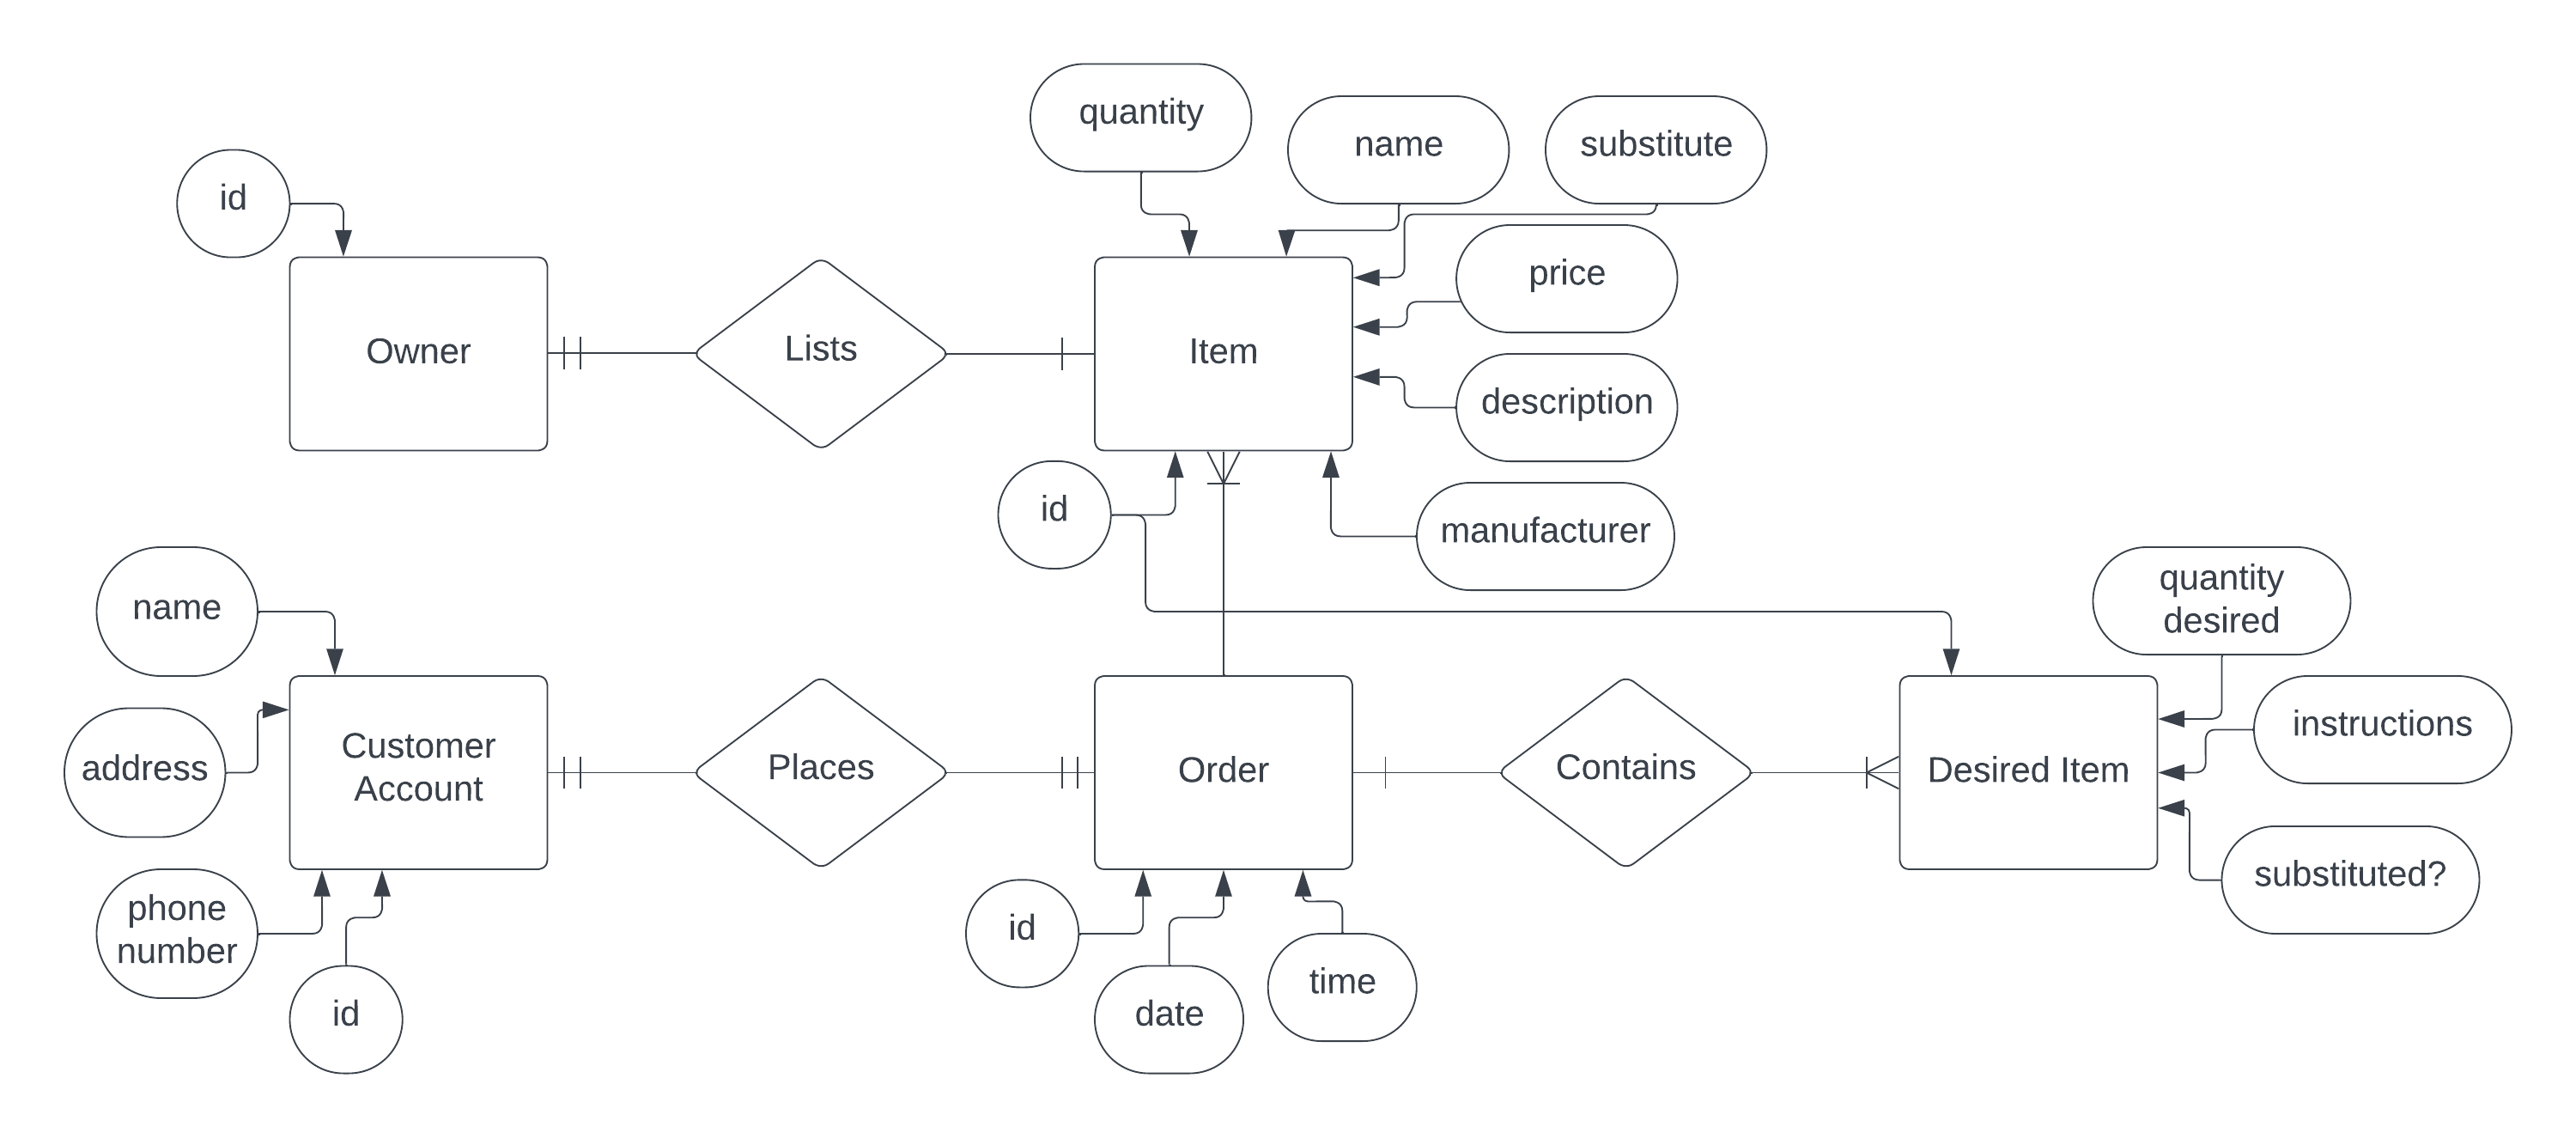 quantity
name
substitute
id
price
Owner
Lists
Item
description
id
manufacturer
name
quantity
desired
address
Customer
Account
Places
Order
Contains
Desired Item
instructions
substituted?
phone
number
id
id
date
time